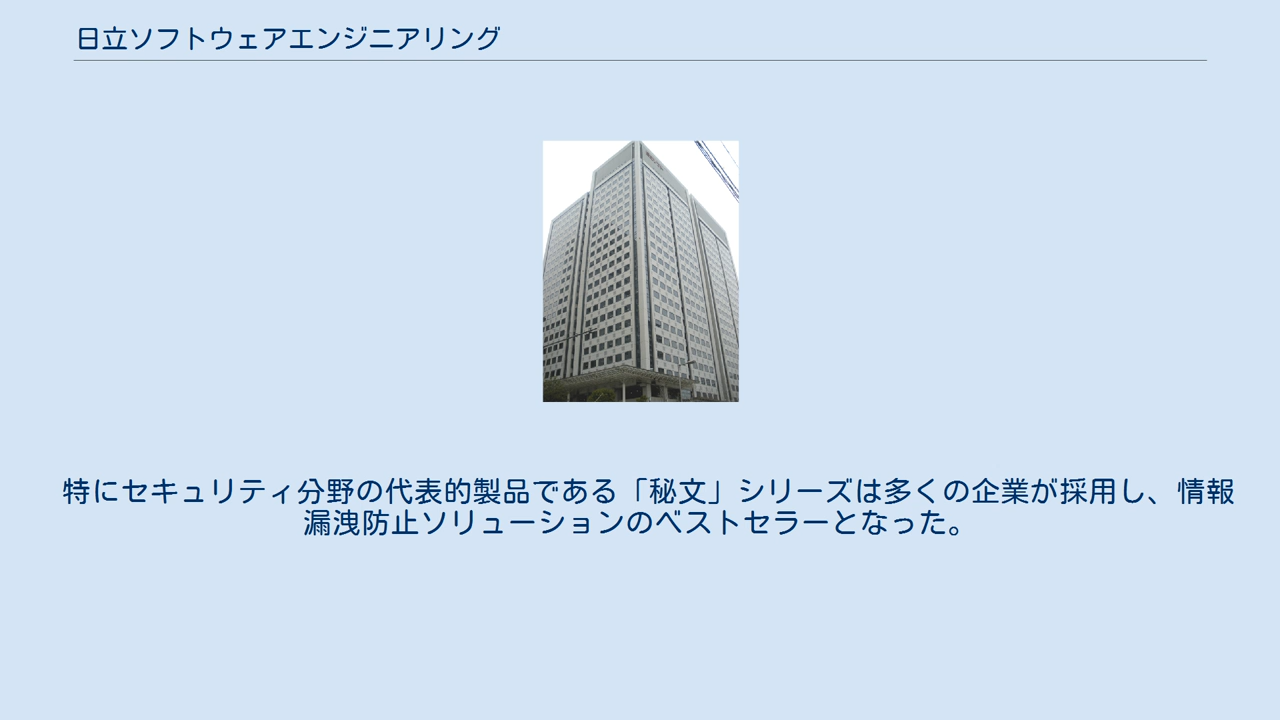 日立ソフトウェアエンジニアリング
特にセキュリティ分野の代表的製品である「秘文」シリーズは多くの企業が採用し、情報
漏洩防止ソリューションのベストセラーとなった。